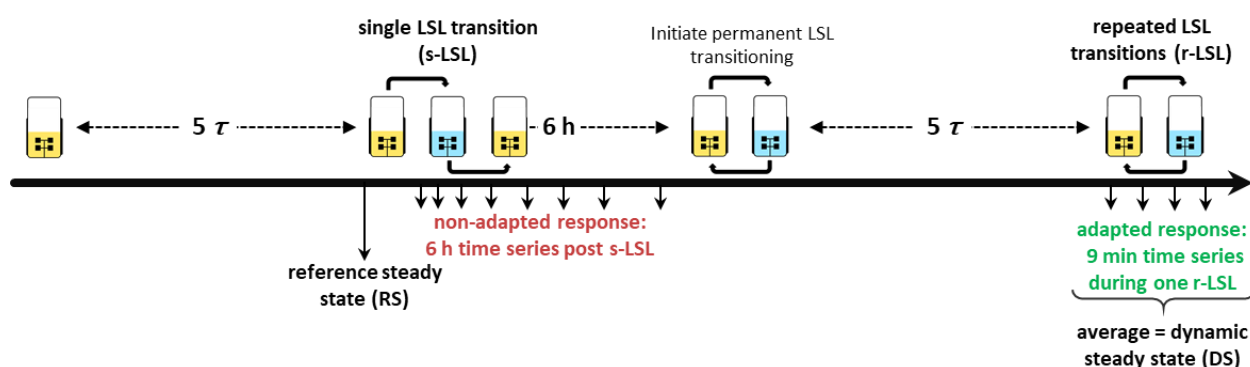 single LSL transition
(s-LSL)
Initiate permanent LSL
transitioning
repeated LSL
transitions (r-LSL)
5 τ
6 h
5 τ
non-adapted response:
6 h time series post s-LSL
reference steady
state (RS)
adapted response:
9 min time series
during one r-LSL
average = dynamic
steady state (DS)